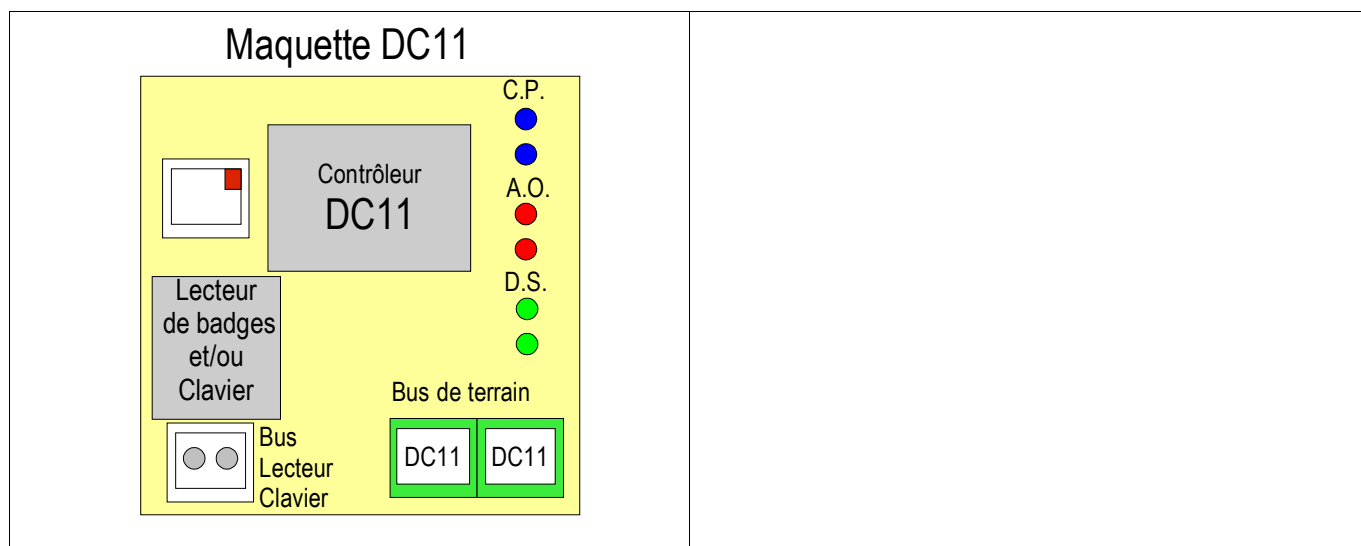 Maquette DC11
C.P.
Contrôleur
DC11
A.O.
D.S.
Lecteur
de badges
et/ou
Clavier
Bus de terrain
DC11 DC11
Bus
Lecteur
Clavier